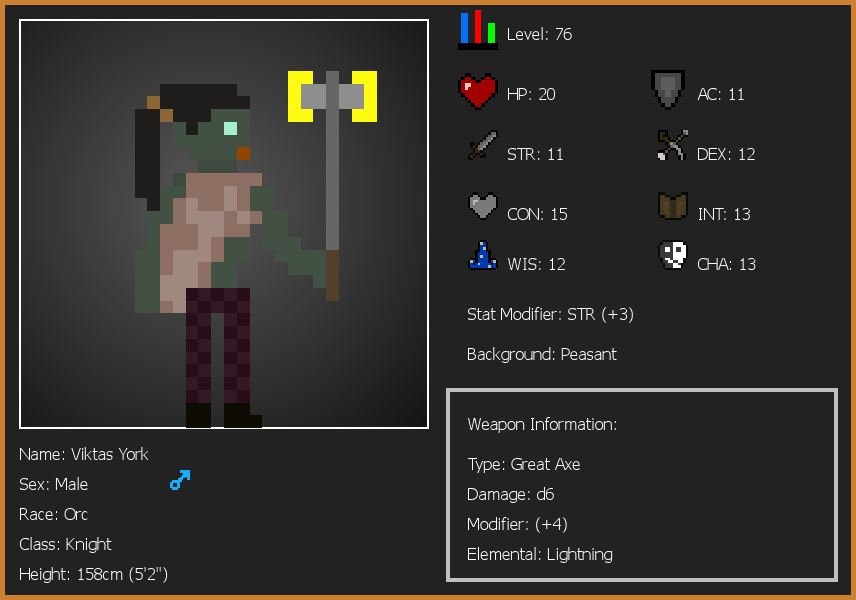 Level: 76
HP: 20
AC: 11
STR: 11
DEX: 12
CON: 15
INT: 13
WIS: 12
CHA: 13
Stat Modifier: STR (+3)
Background: Peasant
Weapon Information:
Type: Great Axe
Damage: d6
Modifier: (+4)
Elemental: Lightning
Name: Viktas York
Sex: Male
Race: Orc
Class: Knight
Height: 158cm (5'2")